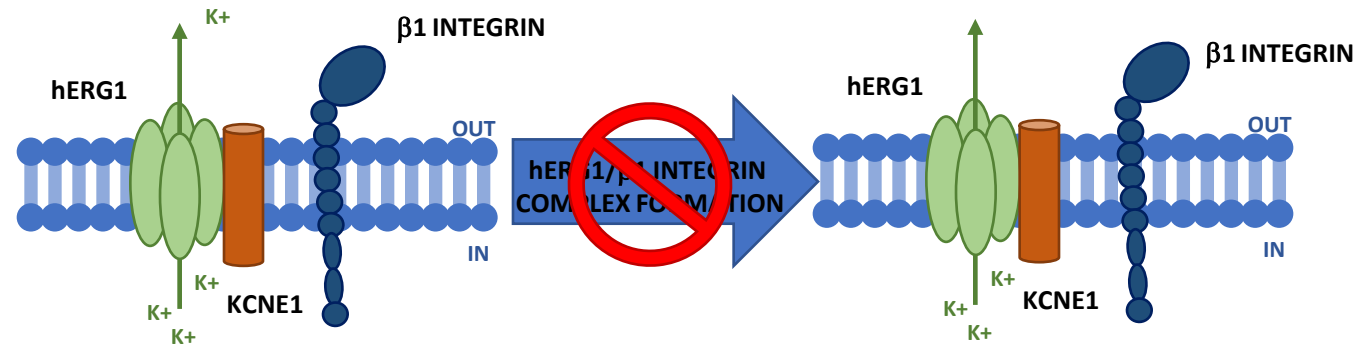 K+
β1 INTEGRIN
hERG1
OUT
IN
K+
K+
K+
KCNE1
hERG1/β1 INTEGRIN
COMPLEX FORMATION
β1 INTEGRIN
hERG1
OUT
IN
K+
K+
K+
KCNE1